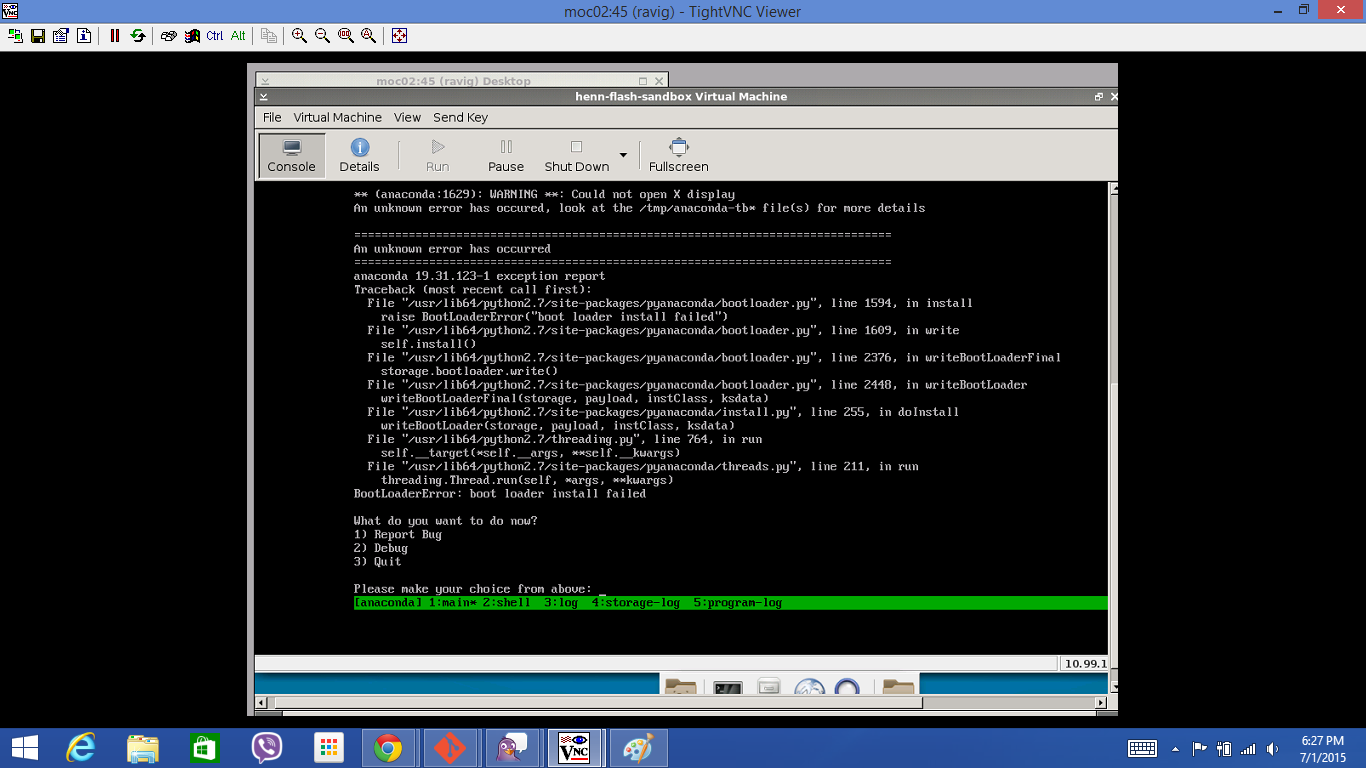 moc02:45 (ravig) - TightVNC Viewer
Ctrl Alt
moc02:45 (ravig) Desktop
henn-flash-sandbox Virtual Machine
File Virtual Machine View Send Key
Console Details Run Pause Shut Down Fullscreen
** (anaconda:1629): WARNING **: Could not open X display
An unknown error has occured, look at the /tmp/anaconda-tb* file(s) for more details
===============================================================================
An unknown error has occurred
===============================================================================
anaconda 19.31.123-1 exception report
Traceback (most recent call first):
File "/usr/lib64/python2.7/site-packages/pyanaconda/bootloader.py", line 1594, in install
raise BootLoaderError("boot loader install failed")
File "/usr/lib64/python2.7/site-packages/pyanaconda/bootloader.py", line 1609, in write
self.install()
File "/usr/lib64/python2.7/site-packages/pyanaconda/bootloader.py", line 2376, in writeBootLoaderFinal
storage.bootloader.write()
File "/usr/lib64/python2.7/site-packages/pyanaconda/bootloader.py", line 2448, in writeBootLoader
writeBootLoaderFinal(storage, payload, instClass, ksdata)
File "/usr/lib64/python2.7/site-packages/pyanaconda/install.py", line 255, in doInstall
writeBootLoader(storage, payload, instClass, ksdata)
File "/usr/lib64/python2.7/threading.py", line 764, in run
self.__target(*self.__args, **self.__kwargs)
File "/usr/lib64/python2.7/site-packages/pyanaconda/threads.py", line 211, in run
threading.Thread.run(self, *args, **kwargs)
BootLoaderError: boot loader install failed
What do you want to do now?
1) Report Bug
2) Debug
3) Quit
Please make your choice from above: _
[anaconda] 1:main* 2:shell 3:log 4:storage-log 5:program-log
10.99.1
VNC
6:27 PM
7/1/2015